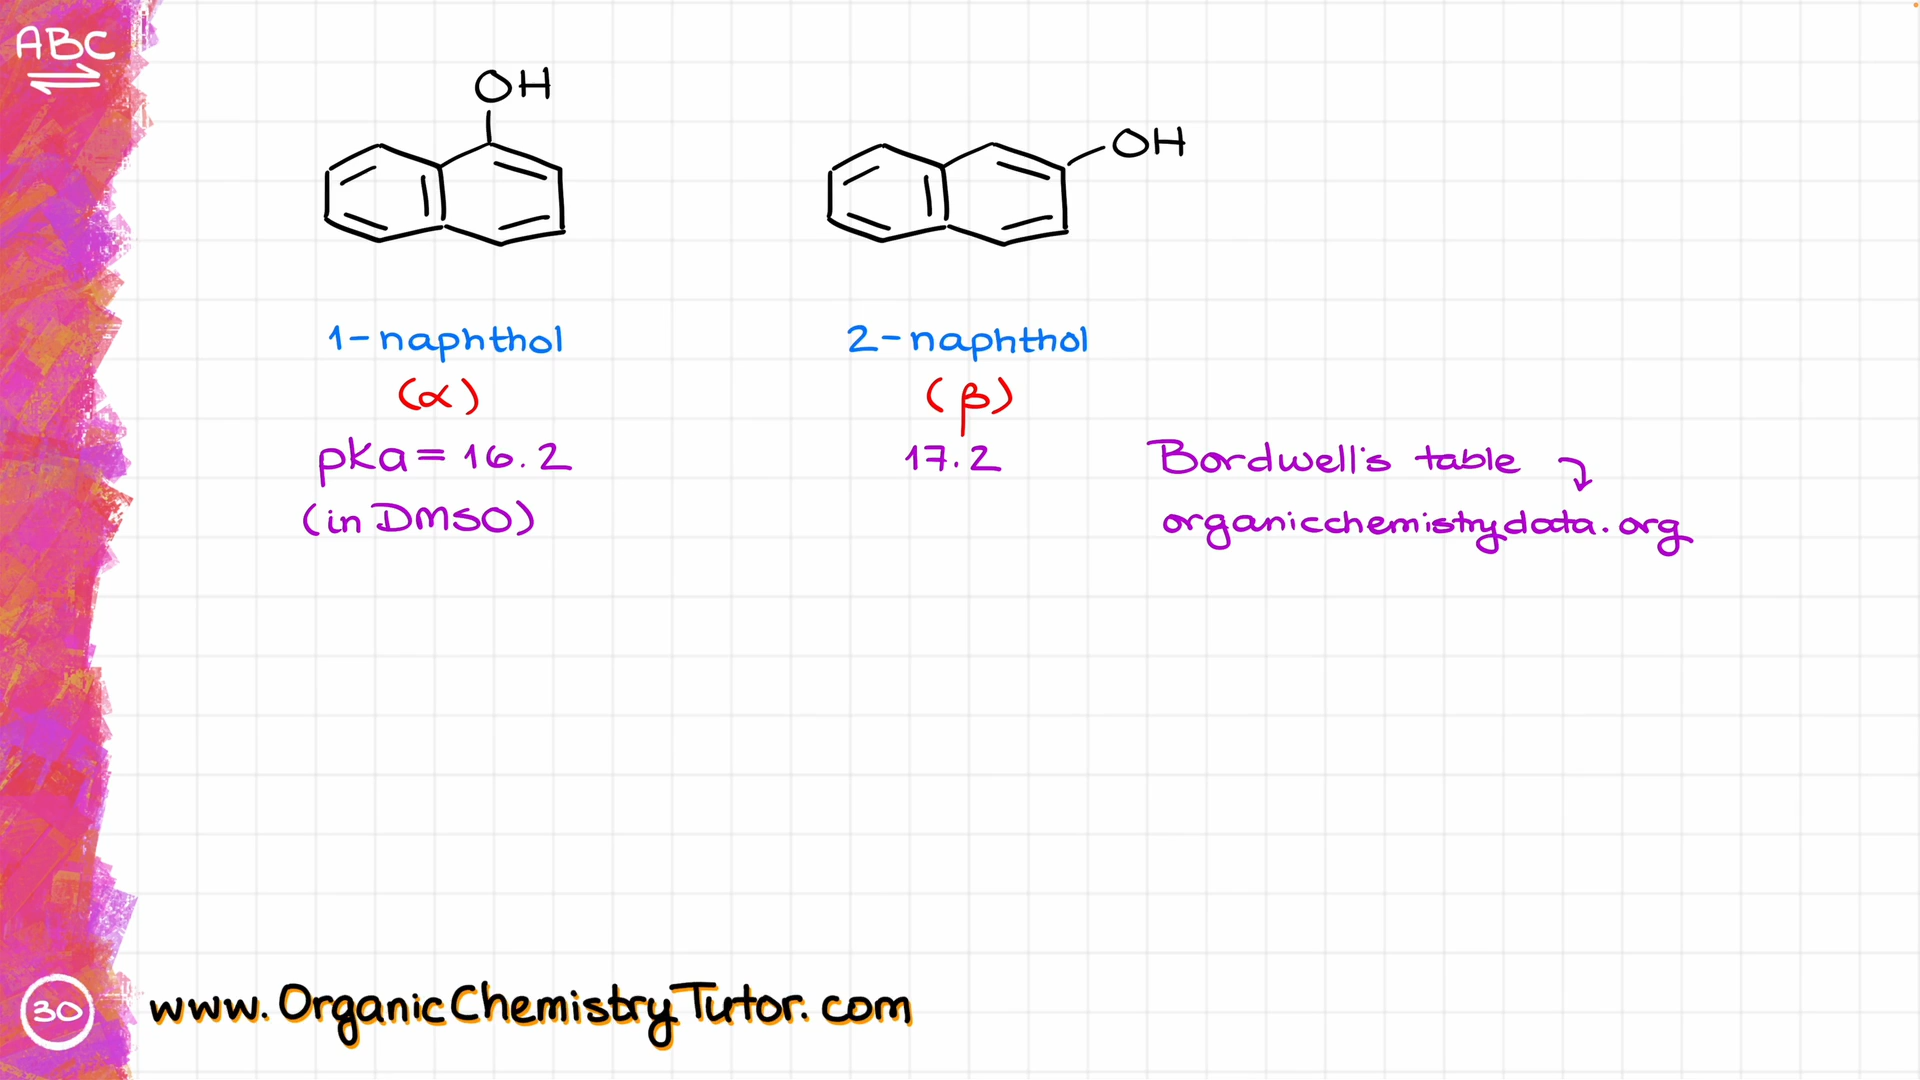 ABC
OH
OH
1-naphthol
2-naphthol
(α)
(β)
pKa = 16.2
17.2
Bordwell's table
(in DMSO)
organicchemistrydata.org
30
www.OrganicChemistryTutor.com